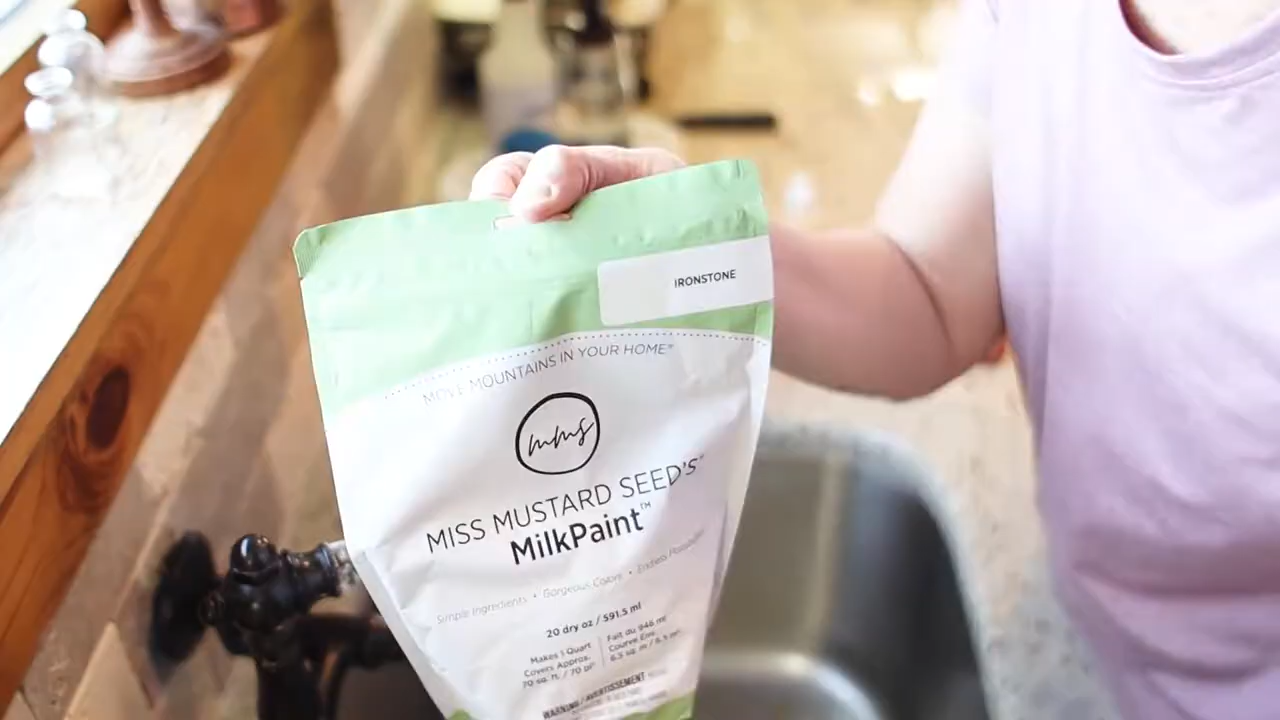 IRONSTONE
MOVE MOUNTAINS IN YOUR HOME™
mms
MISS MUSTARD SEED'S™
MilkPaint™
Simple Ingredients • Gorgeous Colors • Endless Possibilities
20 dry oz / 591.5 ml
Makes 1 Quart
Covers Approx.
70 sq. ft. / 70 pi²
Fait du 946 ml
Couvre Env.
6.5 sq. m / 6.5 m²
WARNING / AVERTISSEMENT